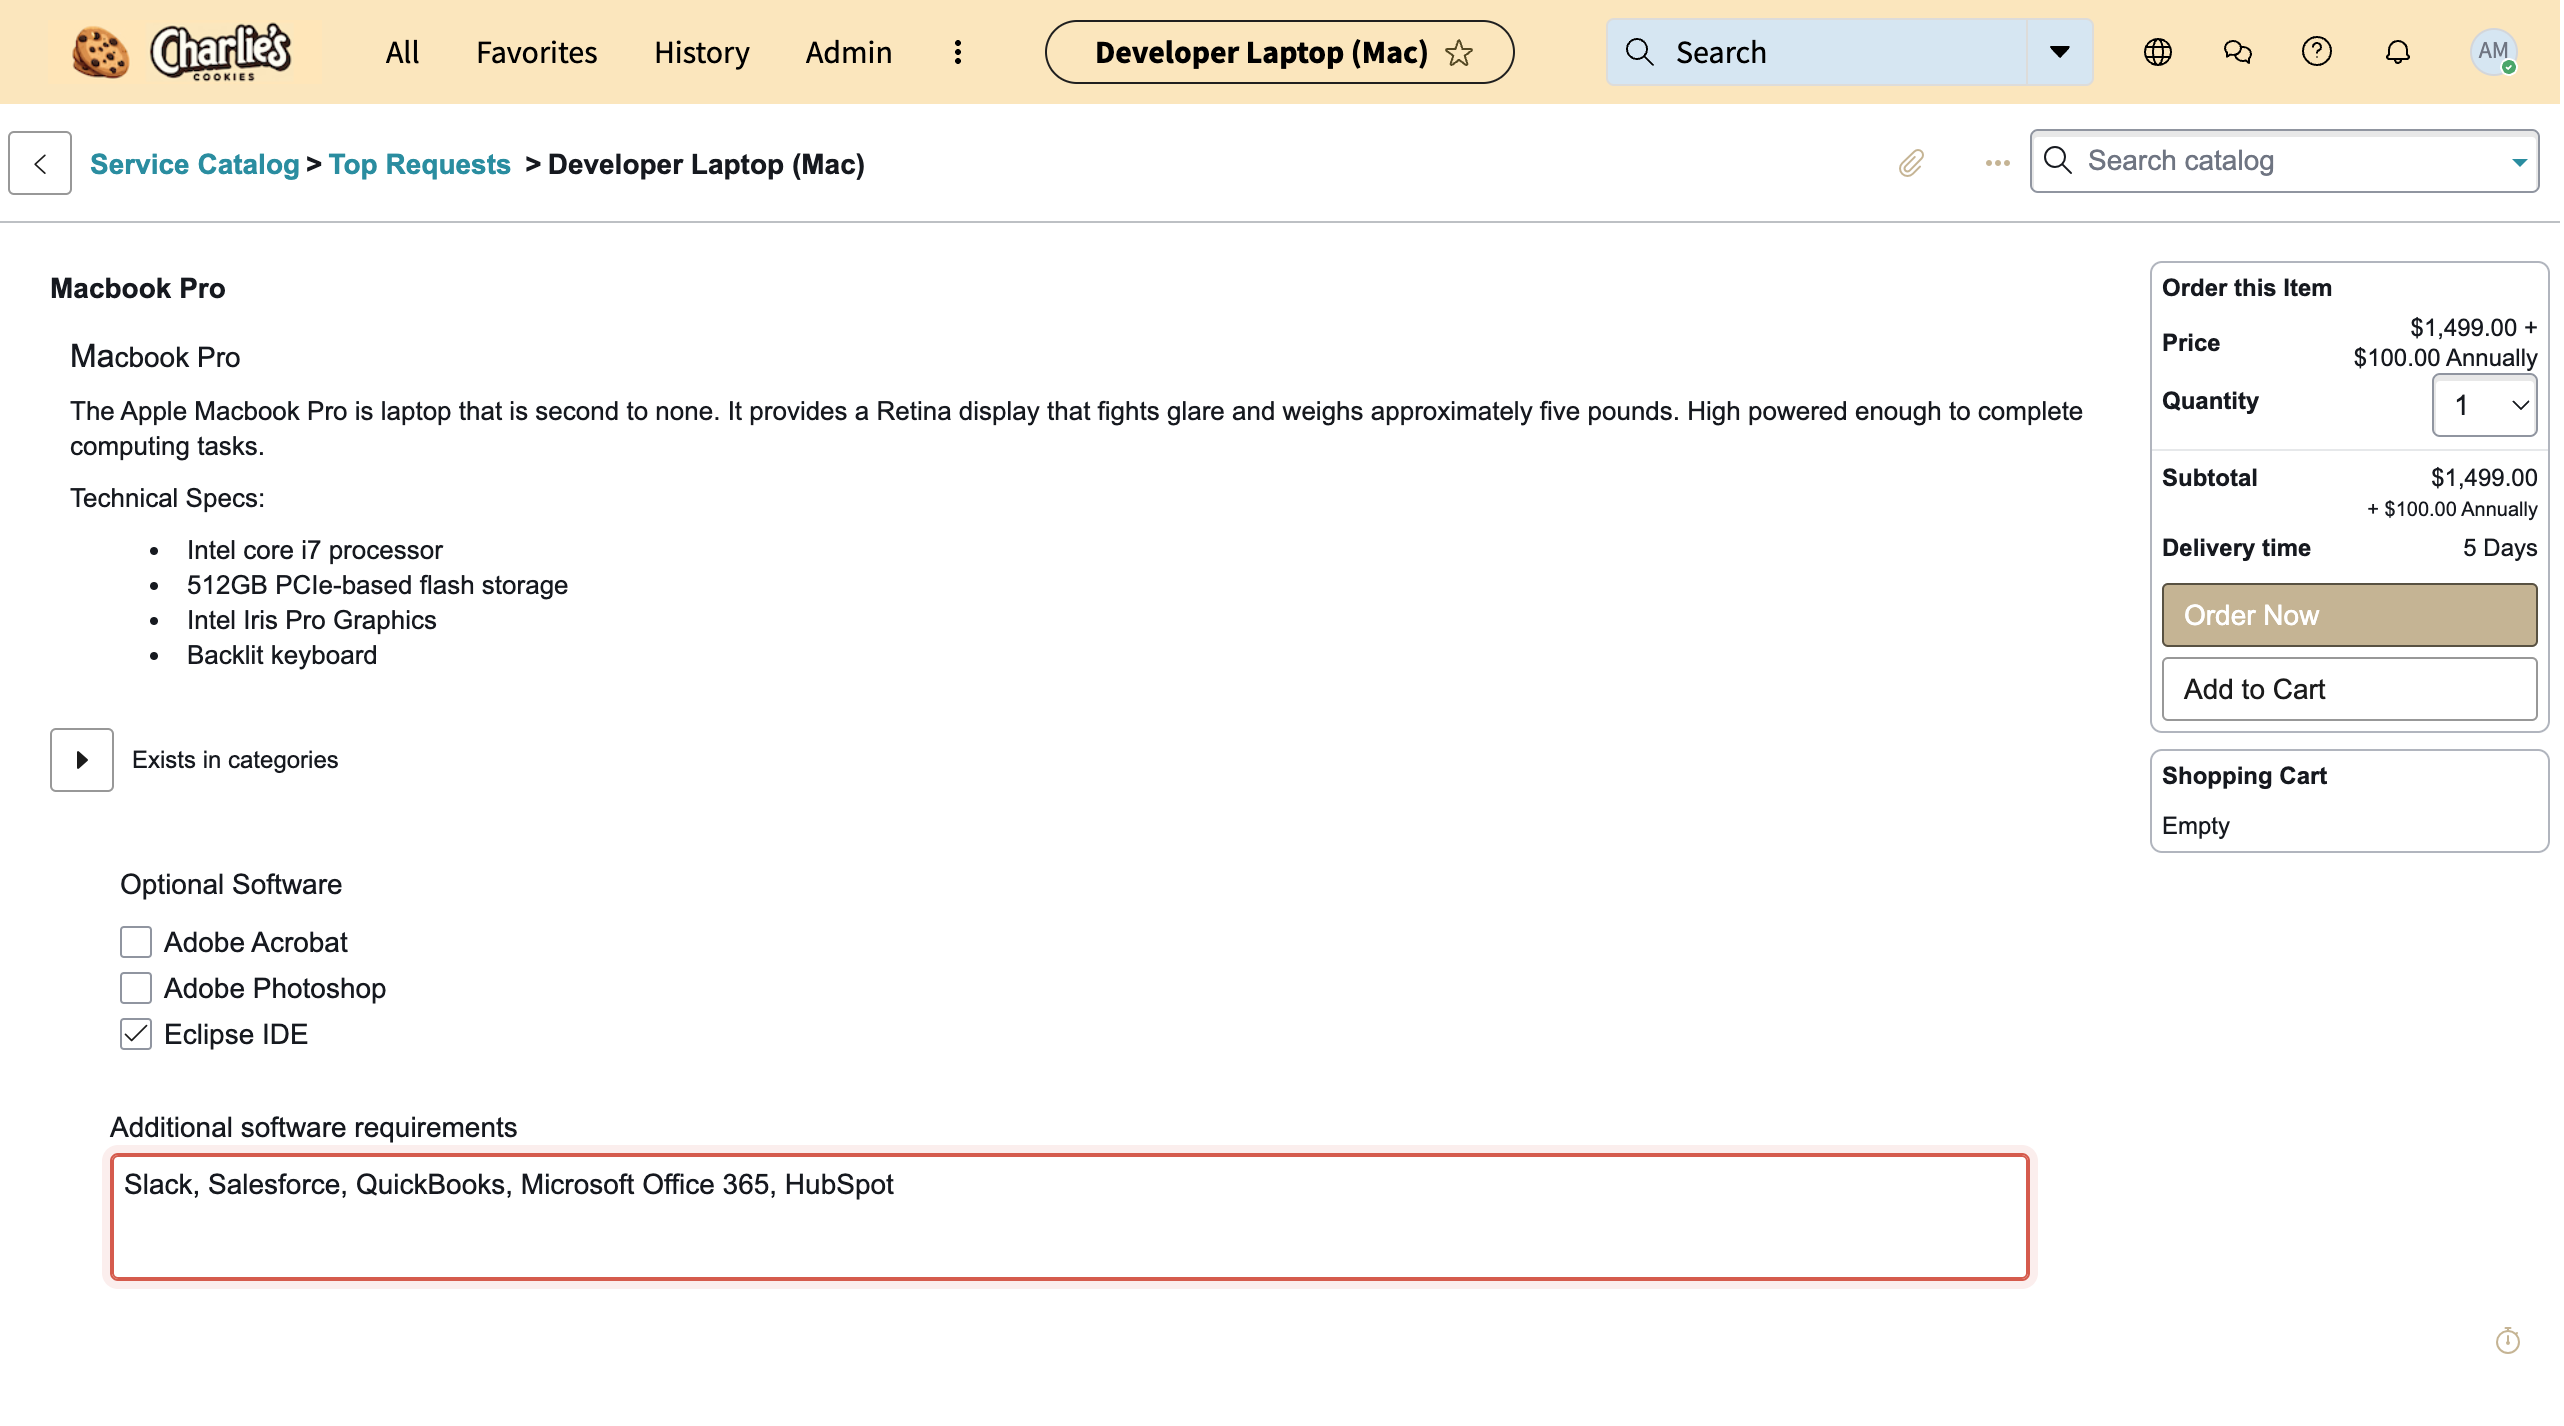 Charlie's
COOKIES
All
Favorites
History
Admin
Developer Laptop (Mac)
Search
AM
Service Catalog > Top Requests > Developer Laptop (Mac)
Search catalog
Macbook Pro
Macbook Pro
The Apple Macbook Pro is laptop that is second to none. It provides a Retina display that fights glare and weighs approximately five pounds. High powered enough to complete
computing tasks.
Technical Specs:
Intel core i7 processor
512GB PCIe-based flash storage
Intel Iris Pro Graphics
Backlit keyboard
Exists in categories
Optional Software
Adobe Acrobat
Adobe Photoshop
Eclipse IDE
Additional software requirements
Slack, Salesforce, QuickBooks, Microsoft Office 365, HubSpot
Order this Item
Price
$1,499.00 +
$100.00 Annually
Quantity
1
Subtotal
$1,499.00
+ $100.00 Annually
Delivery time
5 Days
Order Now
Add to Cart
Shopping Cart
Empty